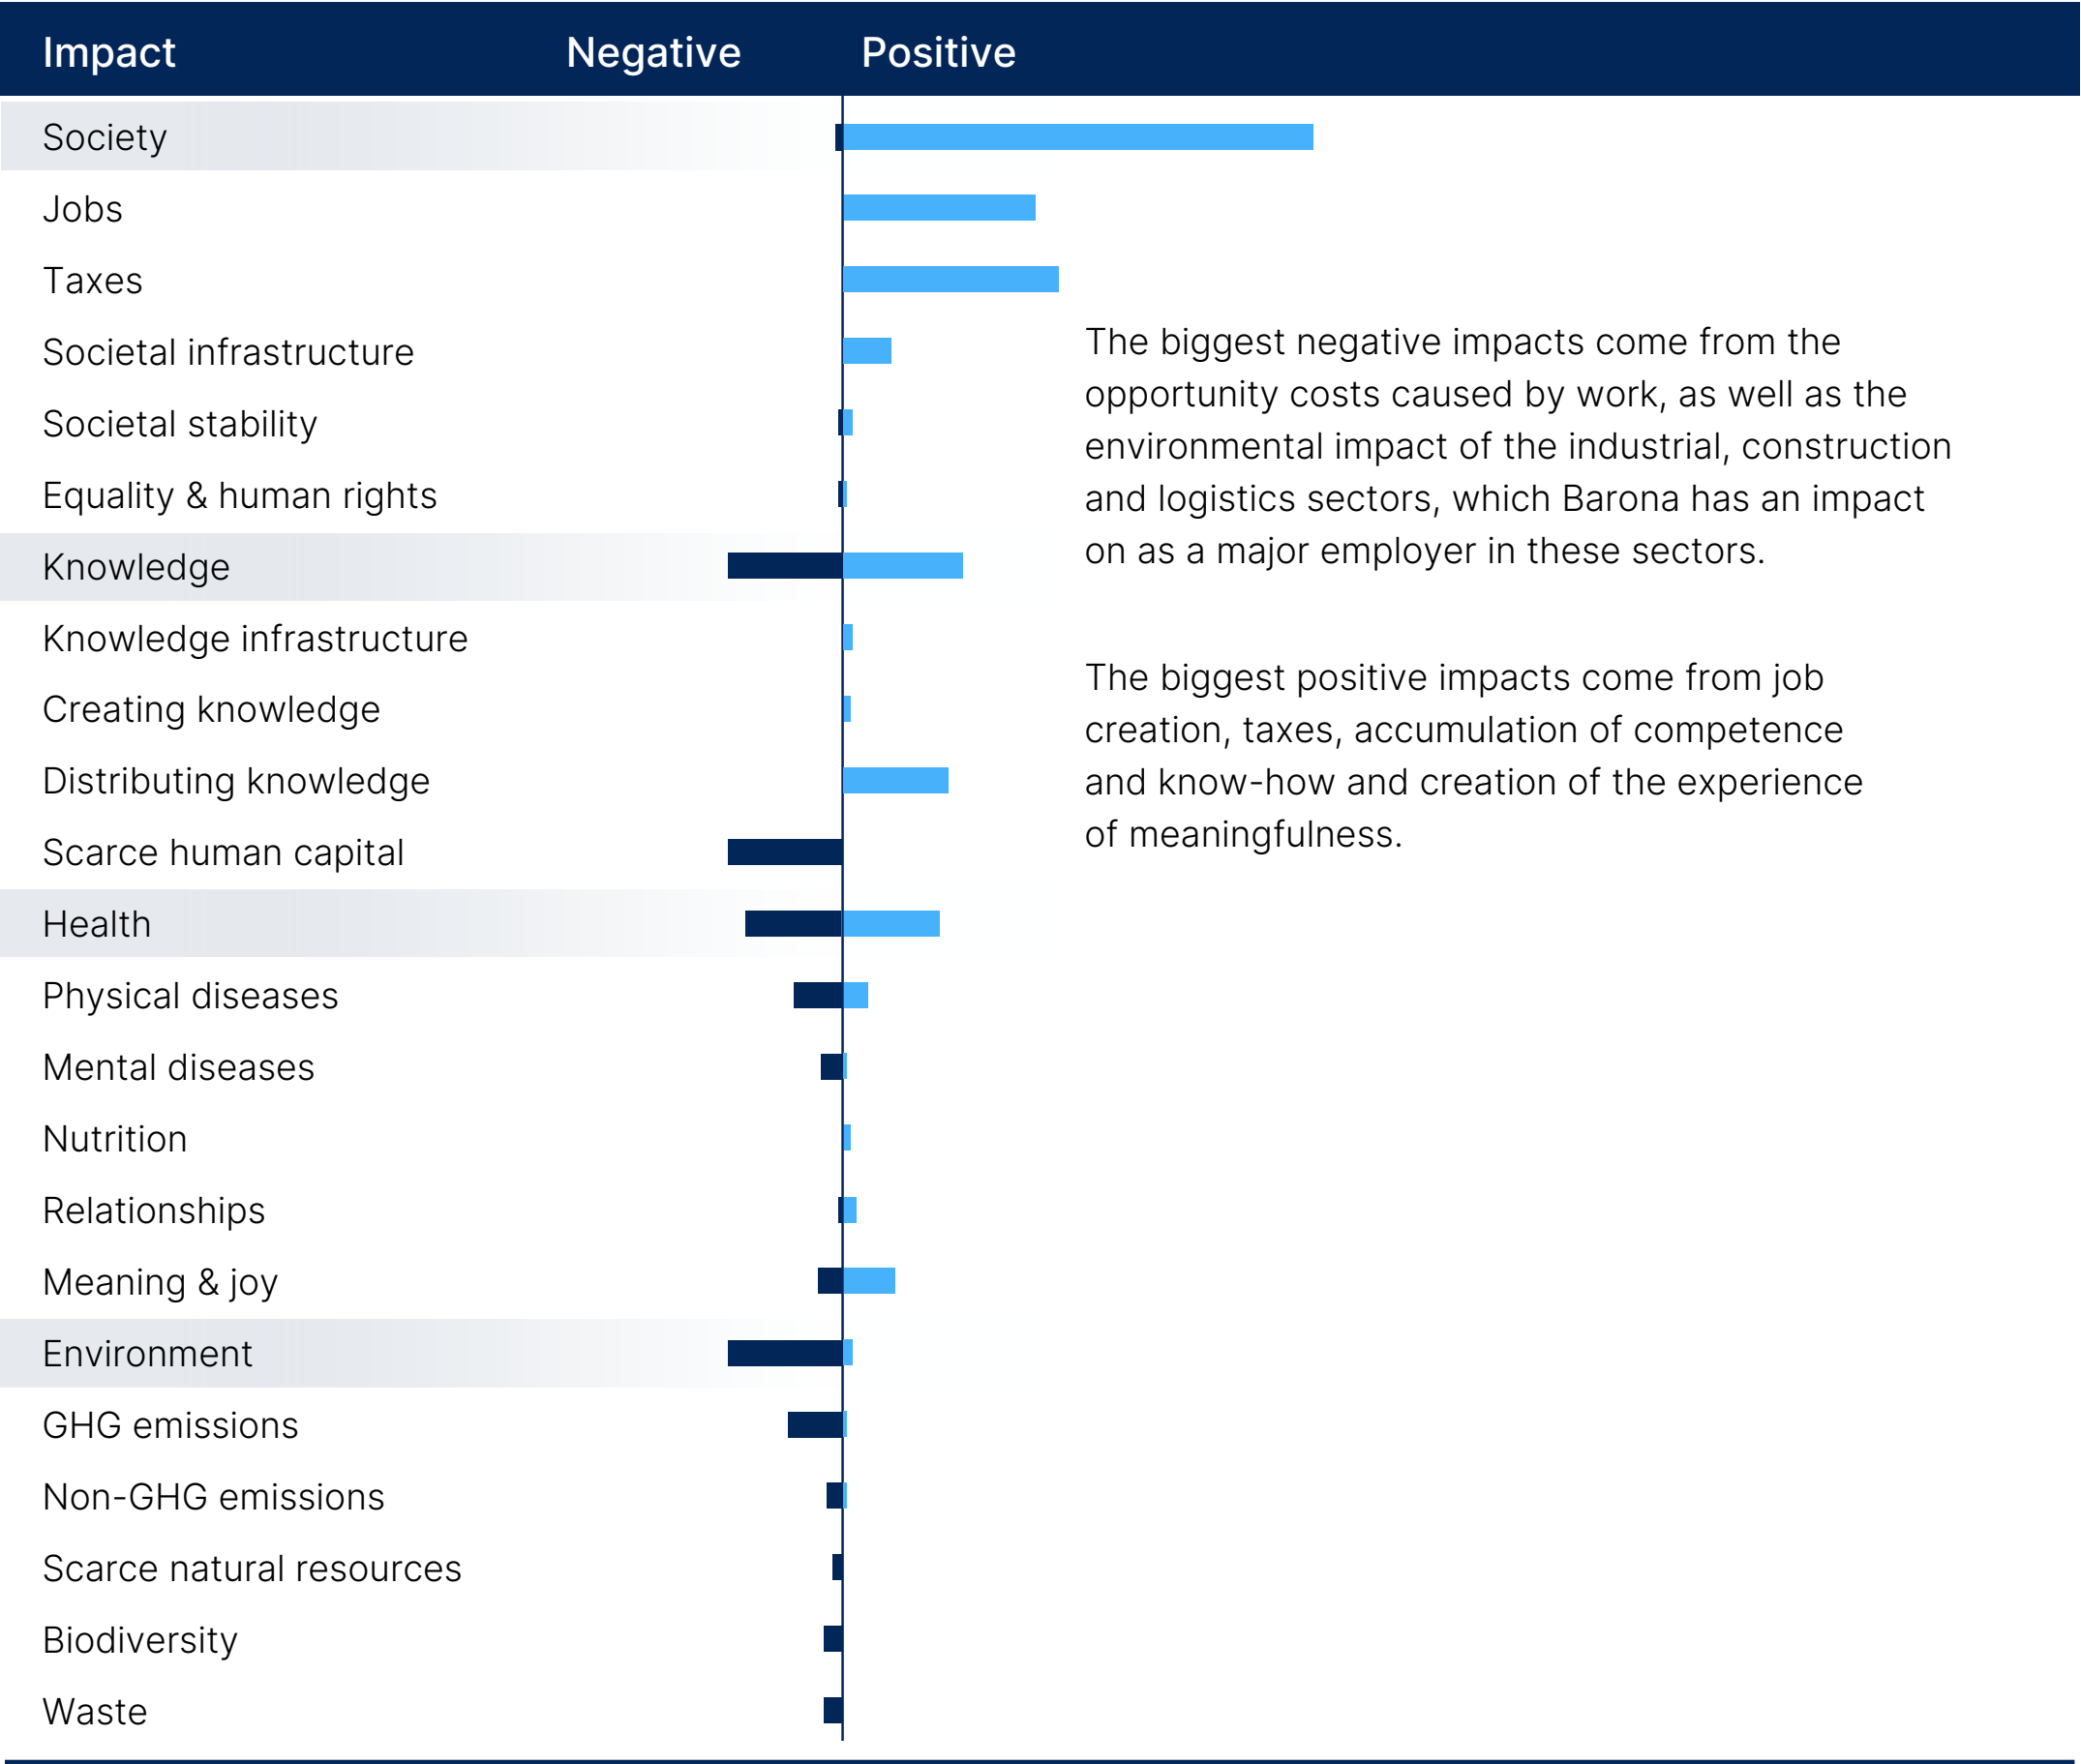 Impact Negative Positive
Society
Jobs
Taxes
Societal infrastructure
Societal stability
Equality & human rights
Knowledge
Knowledge infrastructure
Creating knowledge
Distributing knowledge
Scarce human capital
Health
Physical diseases
Mental diseases
Nutrition
Relationships
Meaning & joy
Environment
GHG emissions
Non-GHG emissions
Scarce natural resources
Biodiversity
Waste
The biggest negative impacts come from the
opportunity costs caused by work, as well as the
environmental impact of the industrial, construction
and logistics sectors, which Barona has an impact
on as a major employer in these sectors.
The biggest positive impacts come from job
creation, taxes, accumulation of competence
and know-how and creation of the experience
of meaningfulness.